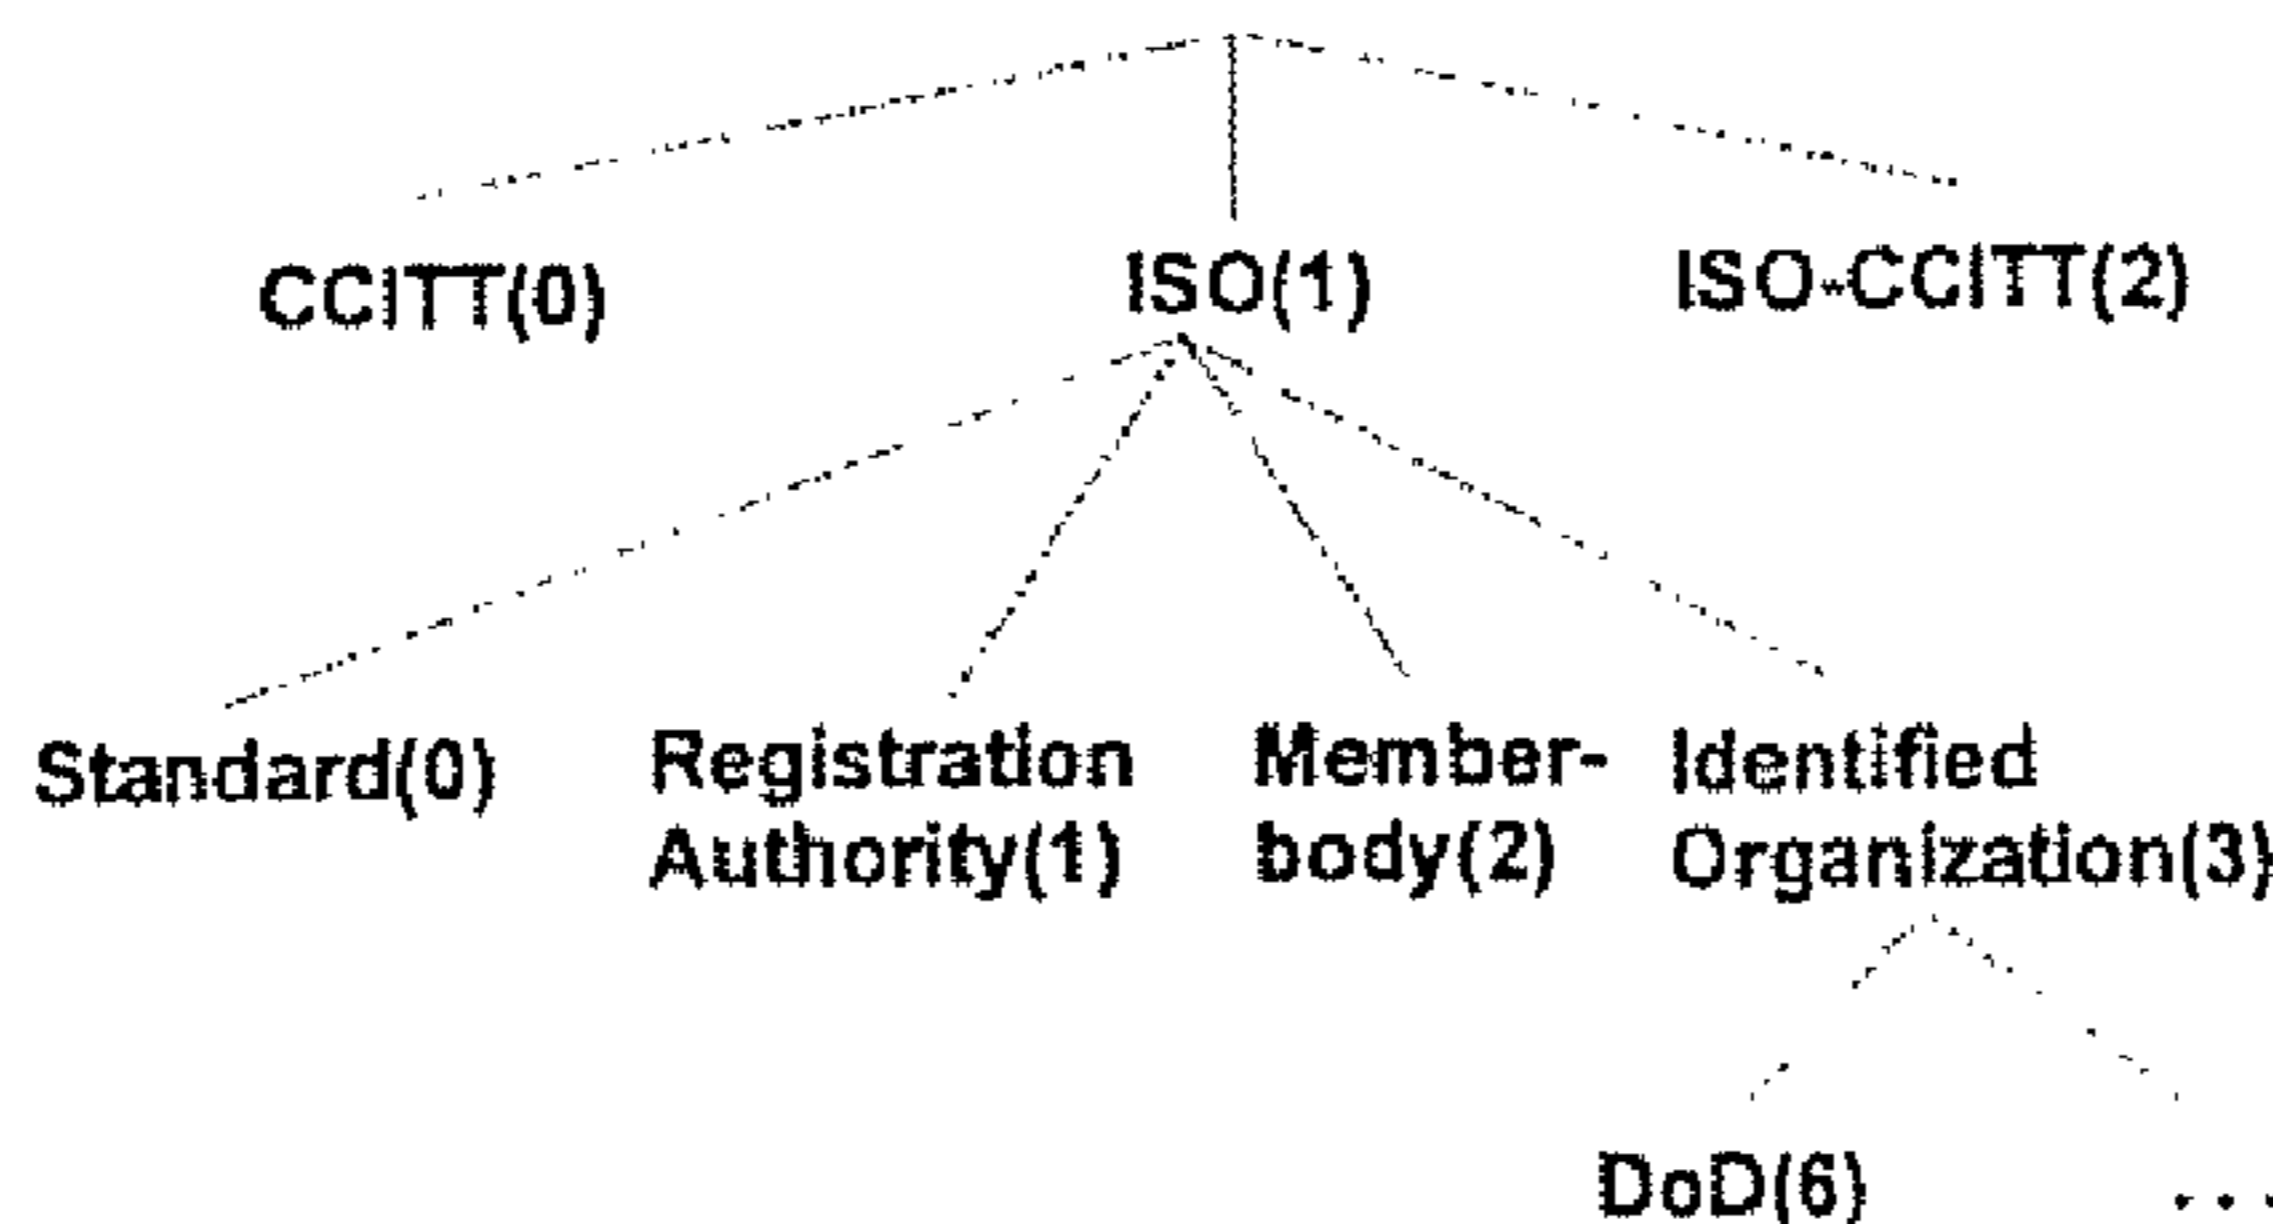 CCITT(0) ISO(1) ISO-CCITT(2)
Standard(0) Registration Member- Identified
Authority(1) body(2) Organization(3)
DoD(6) ...